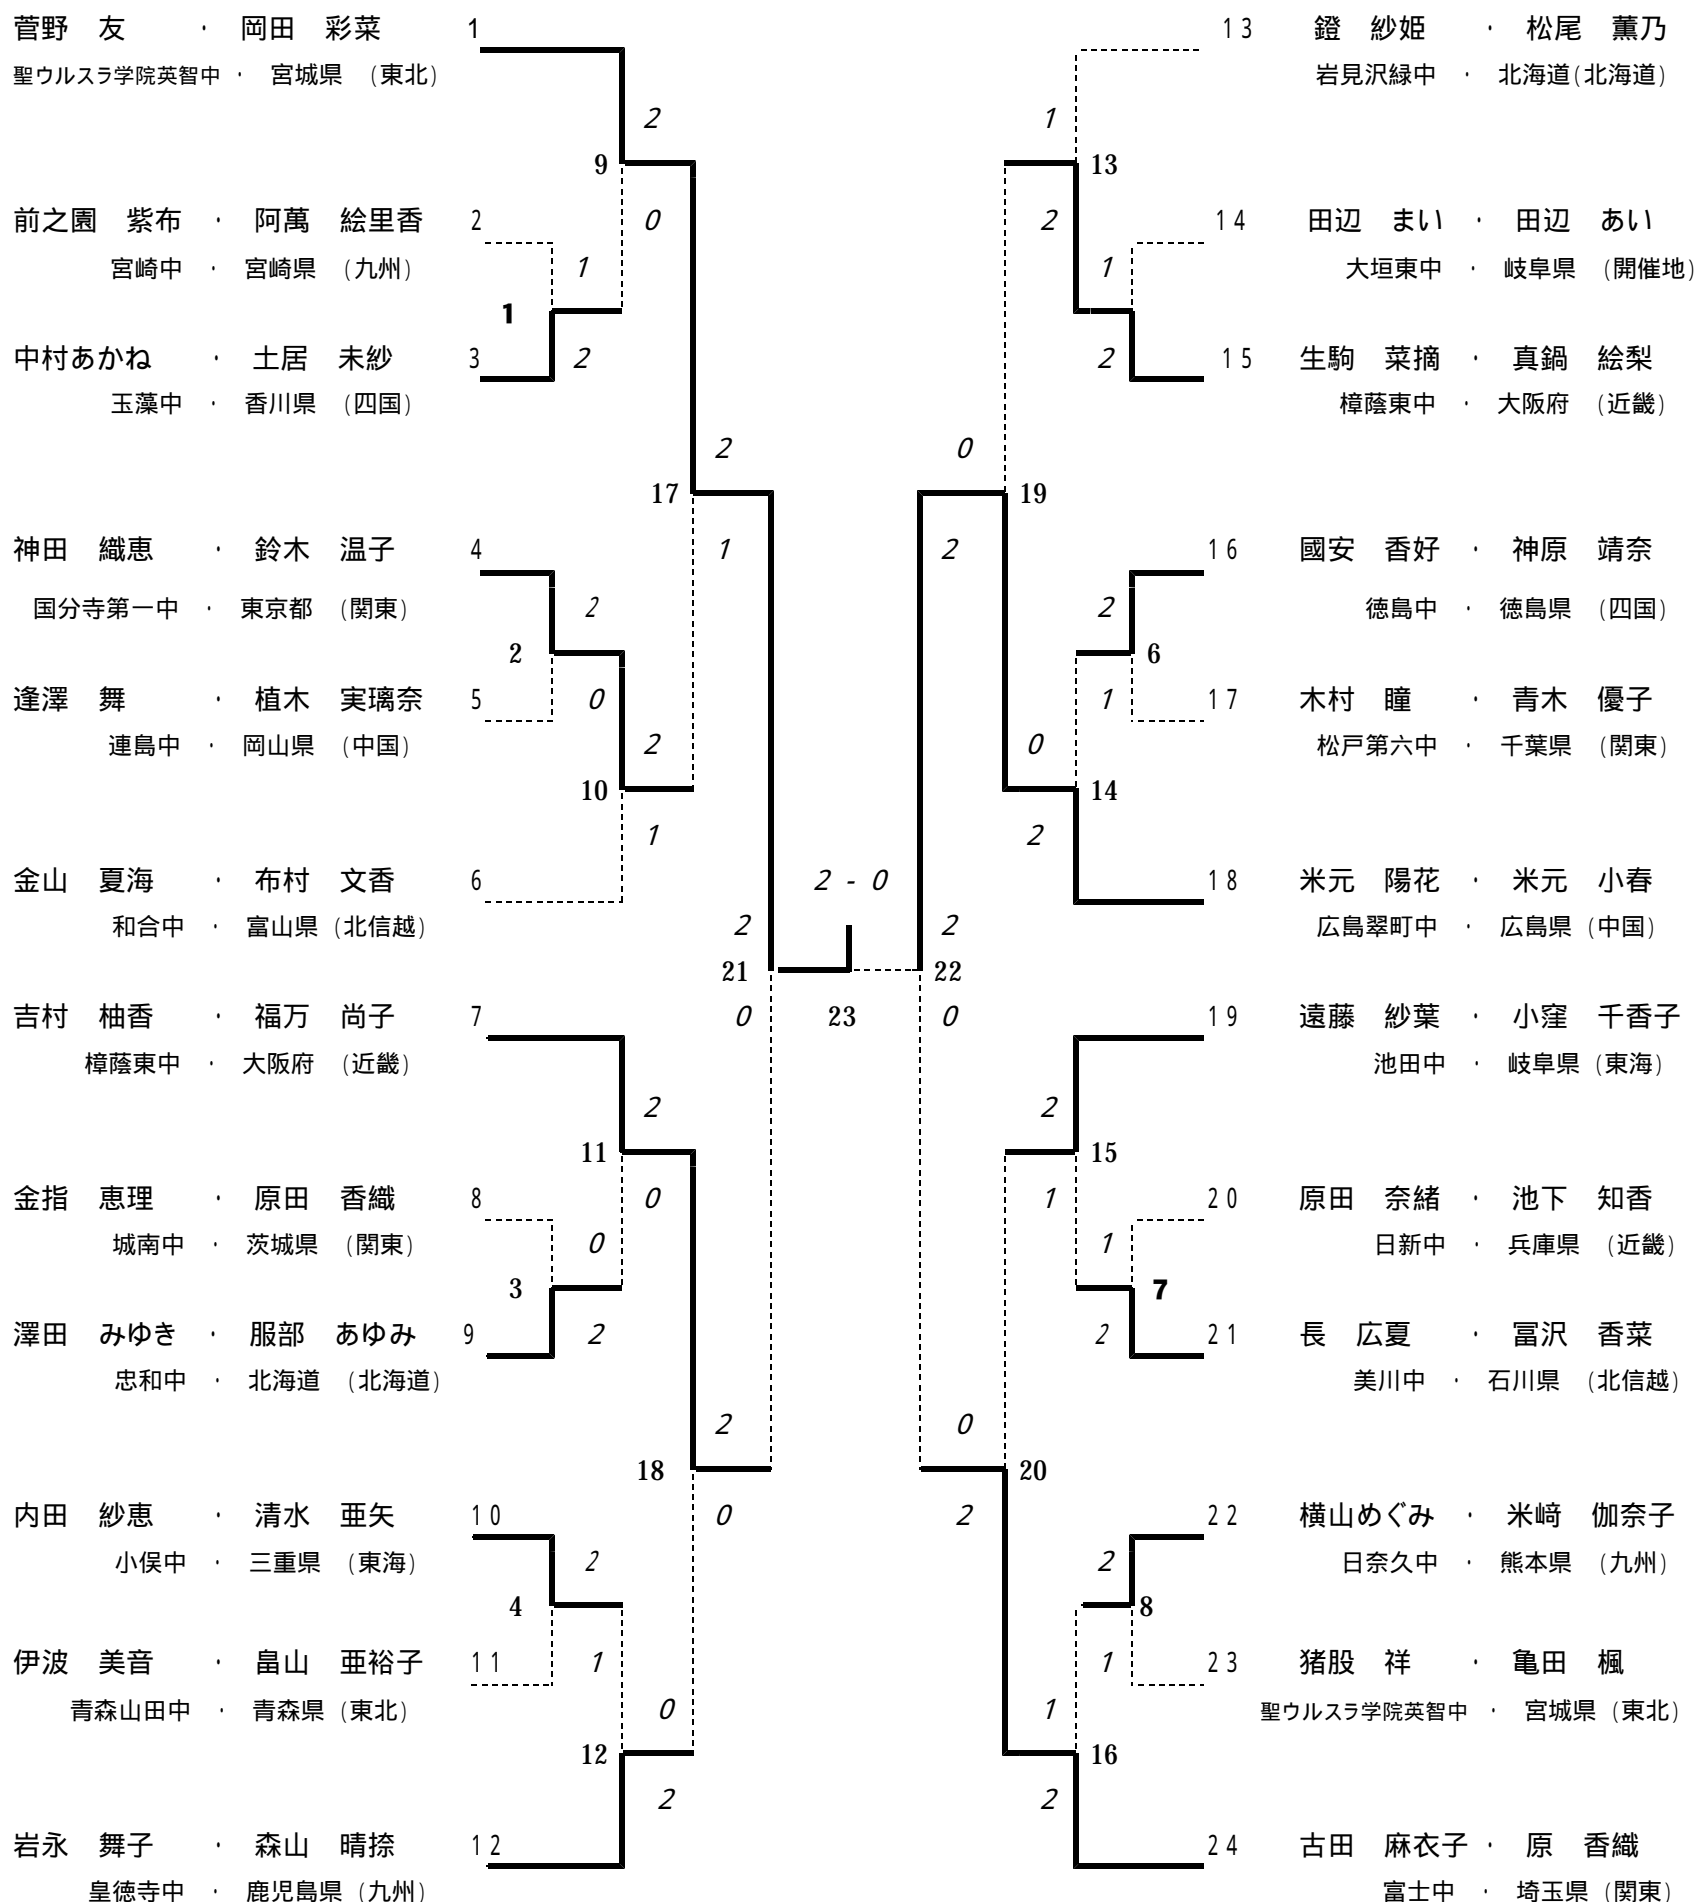 菅野　友　・　岡田　彩菜　1
聖ウルスラ学院英智中　・　宮城県　(東北)
2
9
前之園　紫布　・　阿萬　絵里香　2
0
宮崎中　・　宮崎県　(九州)
1
1
中村あかね　・　土居　未紗　3
2
玉藻中　・　香川県　(四国)
2
17
神田　織恵　・　鈴木　温子　4
1
国分寺第一中　・　東京都　(関東)
2
2
逢澤　舞　・　植木　実璃奈　5
0
連島中　・　岡山県　(中国)
2
10
1
金山　夏海　・　布村　文香　6
和合中　・　富山県　(北信越)
2
21
吉村　柚香　・　福万　尚子　7
0
樟蔭東中　・　大阪府　(近畿)
2
11
金指　恵理　・　原田　香織　8
0
城南中　・　茨城県　(関東)
0
3
澤田　みゆき　・　服部　あゆみ　9
2
忠和中　・　北海道　(北海道)
2
18
内田　紗恵　・　清水　亜矢　10
0
小俣中　・　三重県　(東海)
2
4
伊波　美音　・　畠山　亜裕子　11
1
青森山田中　・　青森県　(東北)
0
12
2
岩永　舞子　・　森山　晴捺　12
皇徳寺中　・　鹿児島県　(九州)
2 - 0
23
13　鐙　紗姫　・　松尾　薫乃
岩見沢緑中　・　北海道(北海道)
1
13
14　田辺　まい　・　田辺　あい
2
大垣東中　・　岐阜県　(開催地)
1
15　生駒　菜摘　・　真鍋　絵梨
2
樟蔭東中　・　大阪府　(近畿)
0
19
16　國安　香好　・　神原　靖奈
2
徳島中　・　徳島県　(四国)
2
6
17　木村　瞳　・　青木　優子
1
松戸第六中　・　千葉県　(関東)
0
14
2
18　米元　陽花　・　米元　小春
広島翠町中　・　広島県　(中国)
2
22
19　遠藤　紗葉　・　小窪　千香子
0
池田中　・　岐阜県　(東海)
2
15
20　原田　奈緒　・　池下　知香
1
日新中　・　兵庫県　(近畿)
1
7
21　長　広夏　・　冨沢　香菜
2
美川中　・　石川県　(北信越)
0
20
22　横山めぐみ　・　米﨑　伽奈子
2
日奈久中　・　熊本県　(九州)
2
8
23　猪股　祥　・　亀田　楓
1
聖ウルスラ学院英智中　・　宮城県　(東北)
1
16
2
24　古田　麻衣子　・　原　香織
富士中　・　埼玉県　(関東)